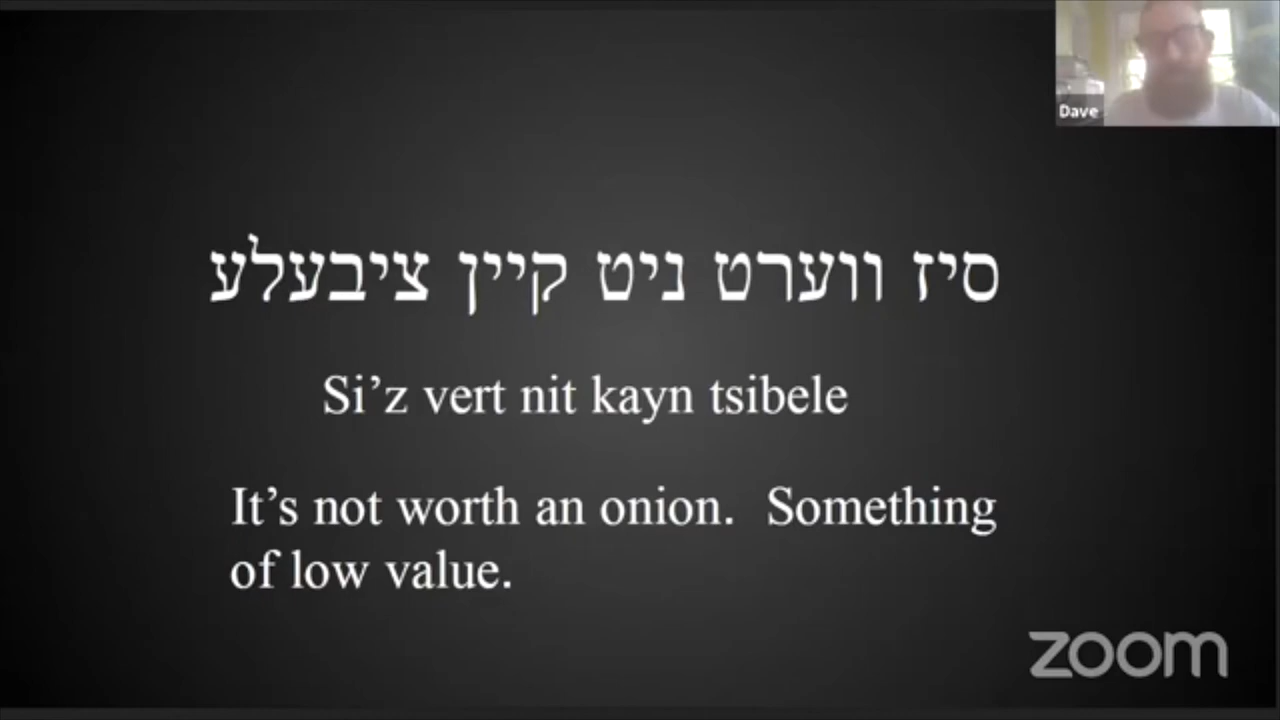 Dave
סיז ווערט ניט קיין ציבעלע
Si’z vert nit kayn tsibele
It’s not worth an onion.  Something
of low value.
zoom